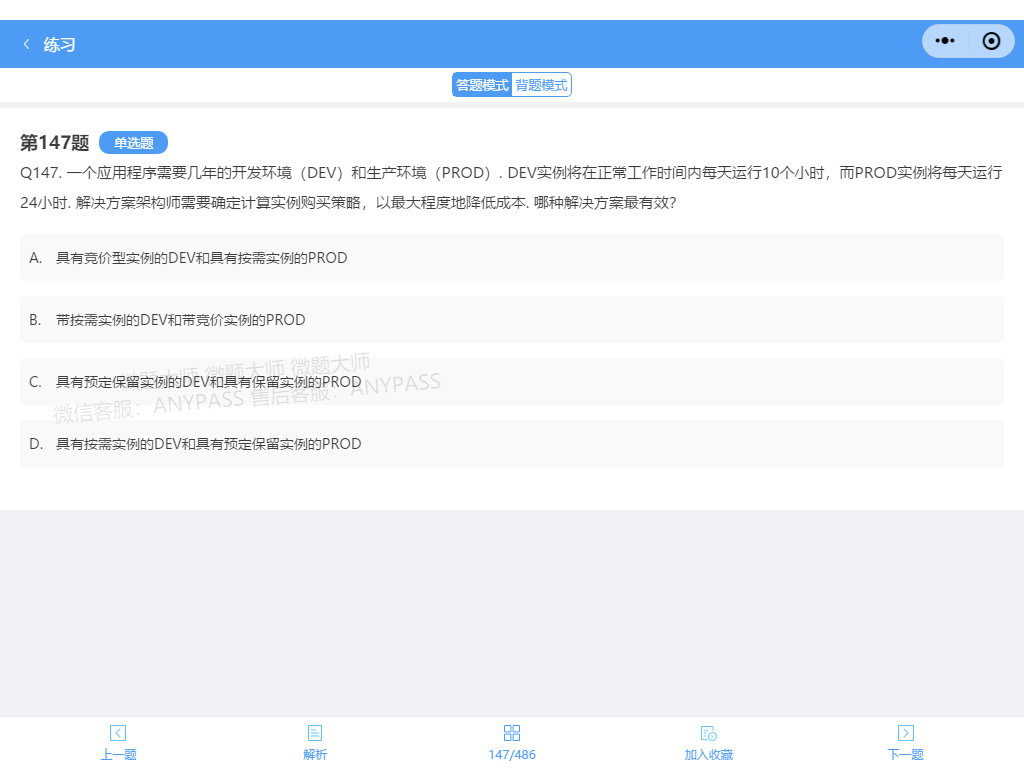 练习
答题模式 背题模式
第147题 单选题
Q147. 一个应用程序需要几年的开发环境（DEV）和生产环境（PROD）. DEV实例将在正常工作时间内每天运行10个小时，而PROD实例将每天运行
24小时. 解决方案架构师需要确定计算实例购买策略，以最大程度地降低成本. 哪种解决方案最有效?
A. 具有竞价型实例的DEV和具有按需实例的PROD
B. 带按需实例的DEV和带竞价实例的PROD
微题大师 微题大师 微题大师
C. 具有预定保留实例的DEV和具有保留实例的PROD
微信客服：ANYPASS 售后客服：ANYPASS
D. 具有按需实例的DEV和具有预定保留实例的PROD
上一题 解析 147/486 加入收藏 下一题